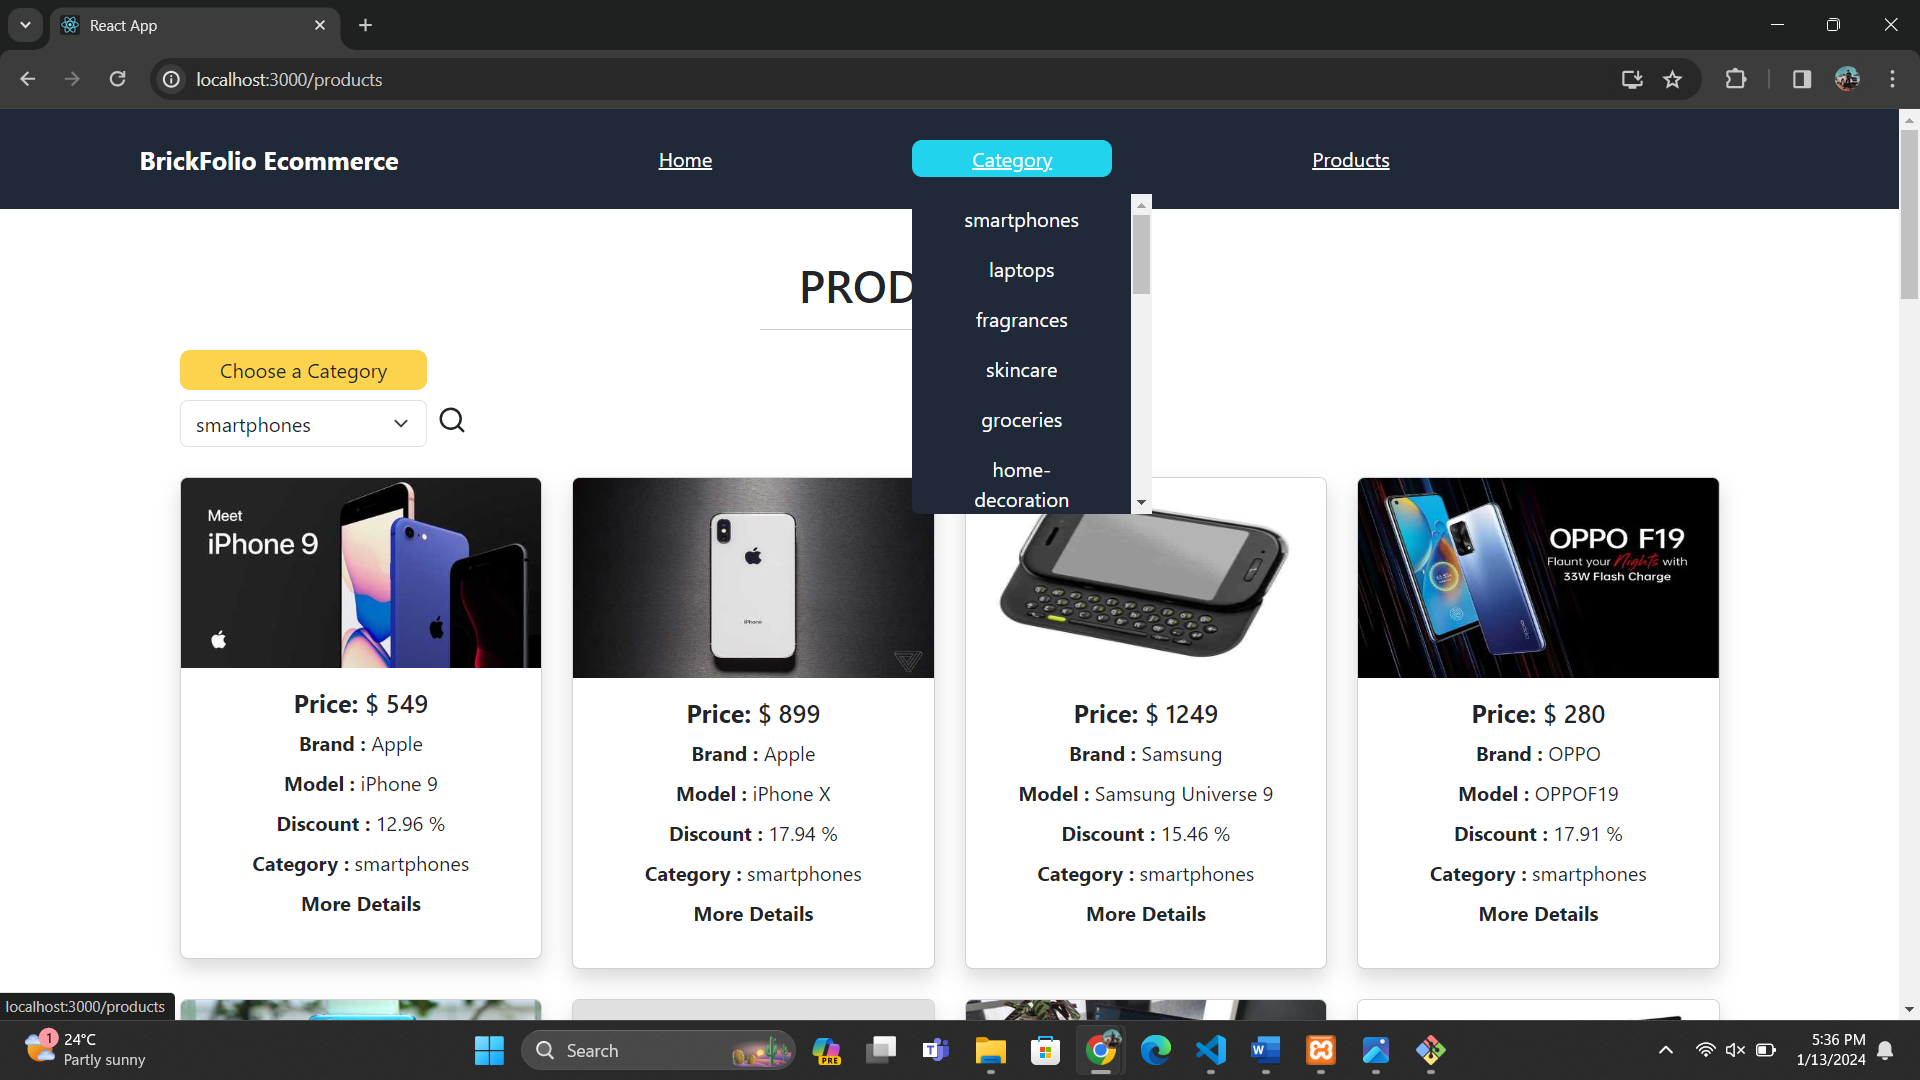 React App
localhost:3000/products
BrickFolio Ecommerce
Home
Category
Products
smartphones
laptops
fragrances
skincare
groceries
home-
decoration
PROD
Choose a Category
smartphones
Meet
iPhone 9
iPhone
OPPO F19
Flaunt your Nights with
33W Flash Charge
Price: $ 549
Brand : Apple
Model : iPhone 9
Discount : 12.96 %
Category : smartphones
More Details
Price: $ 899
Brand : Apple
Model : iPhone X
Discount : 17.94 %
Category : smartphones
More Details
Price: $ 1249
Brand : Samsung
Model : Samsung Universe 9
Discount : 15.46 %
Category : smartphones
More Details
Price: $ 280
Brand : OPPO
Model : OPPOF19
Discount : 17.91 %
Category : smartphones
More Details
localhost:3000/products
1
24°C
Partly sunny
Search
PRE
5:36 PM
1/13/2024